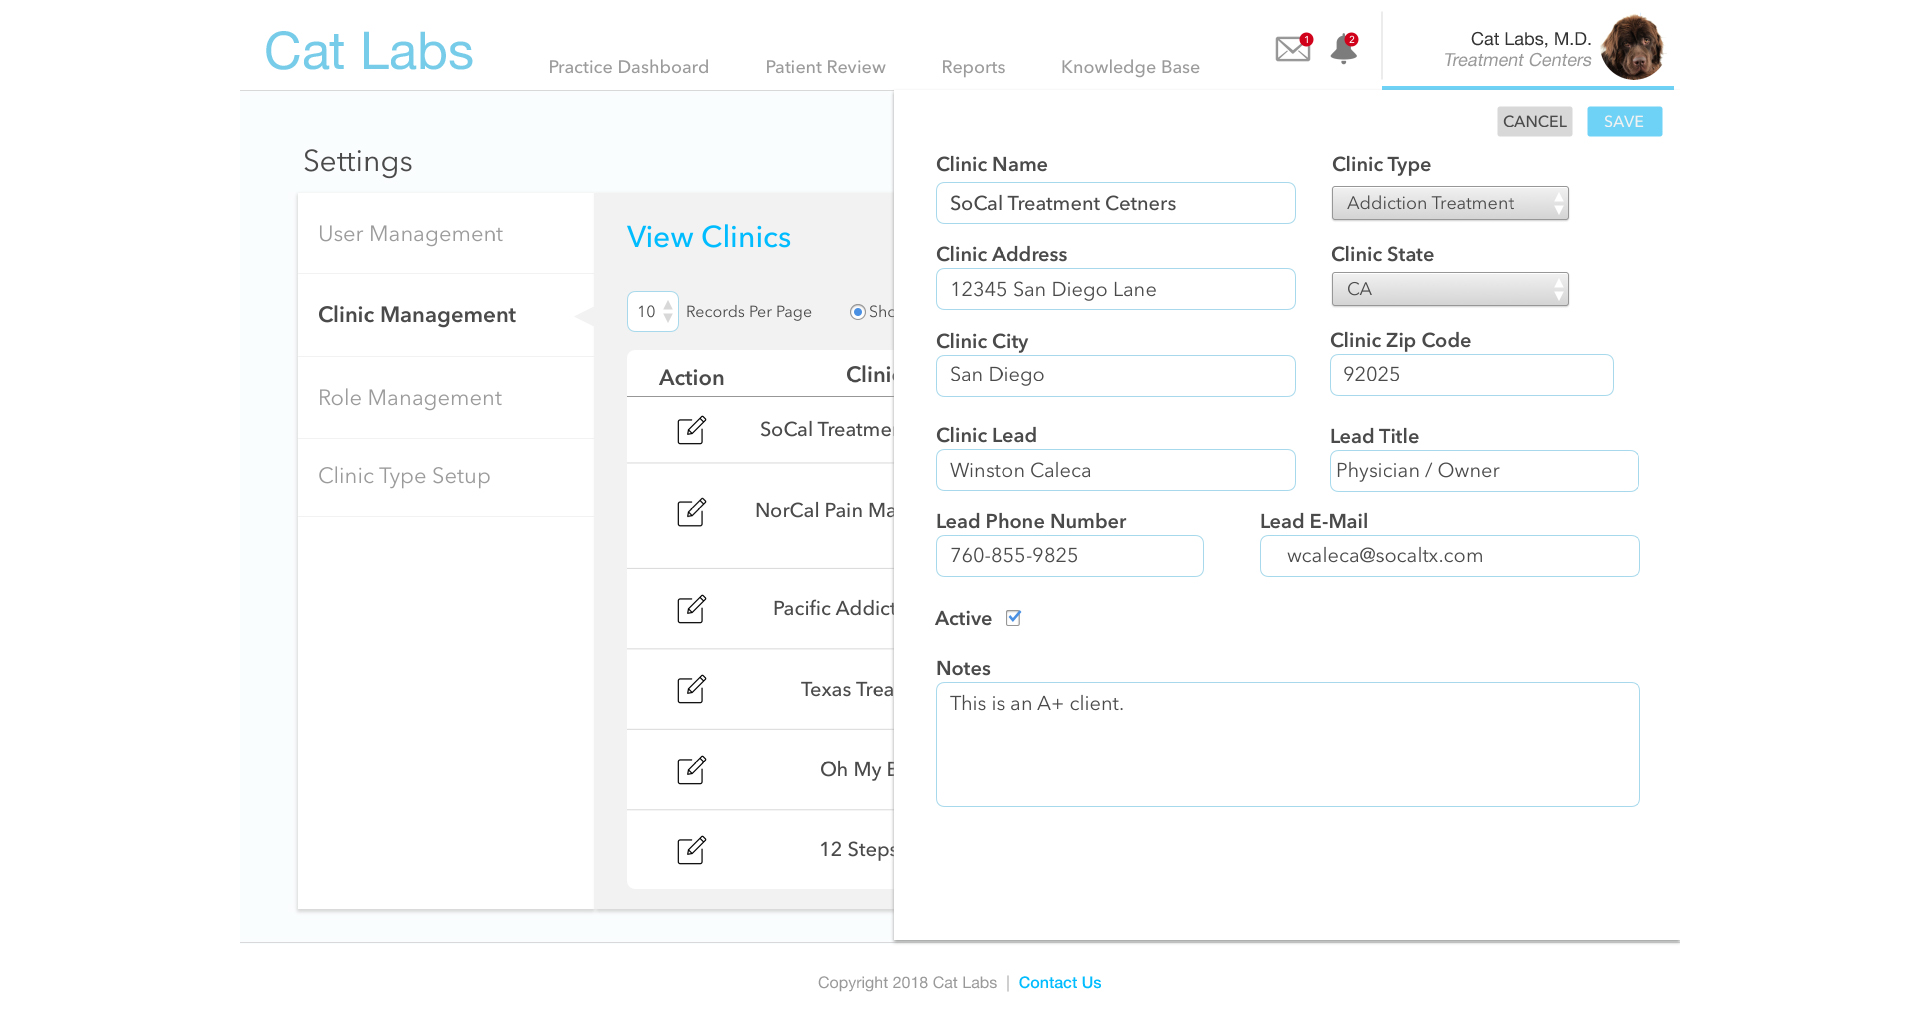 Cat Labs
Practice Dashboard
Patient Review
Reports
Knowledge Base
1
2
Cat Labs, M.D.
Treatment Centers
CANCEL
SAVE
Settings
User Management
Clinic Management
Role Management
Clinic Type Setup
View Clinics
10
Records Per Page
Sho
Action
Clinic
SoCal Treatme
NorCal Pain Ma
Pacific Addict
Texas Trea
Oh My B
12 Steps
Clinic Name
SoCal Treatment Cetners
Clinic Type
Addiction Treatment
Clinic Address
12345 San Diego Lane
Clinic State
CA
Clinic City
San Diego
Clinic Zip Code
92025
Clinic Lead
Winston Caleca
Lead Title
Physician / Owner
Lead Phone Number
760-855-9825
Lead E-Mail
wcaleca@socaltx.com
Active
Notes
This is an A+ client.
Copyright 2018 Cat Labs | Contact Us